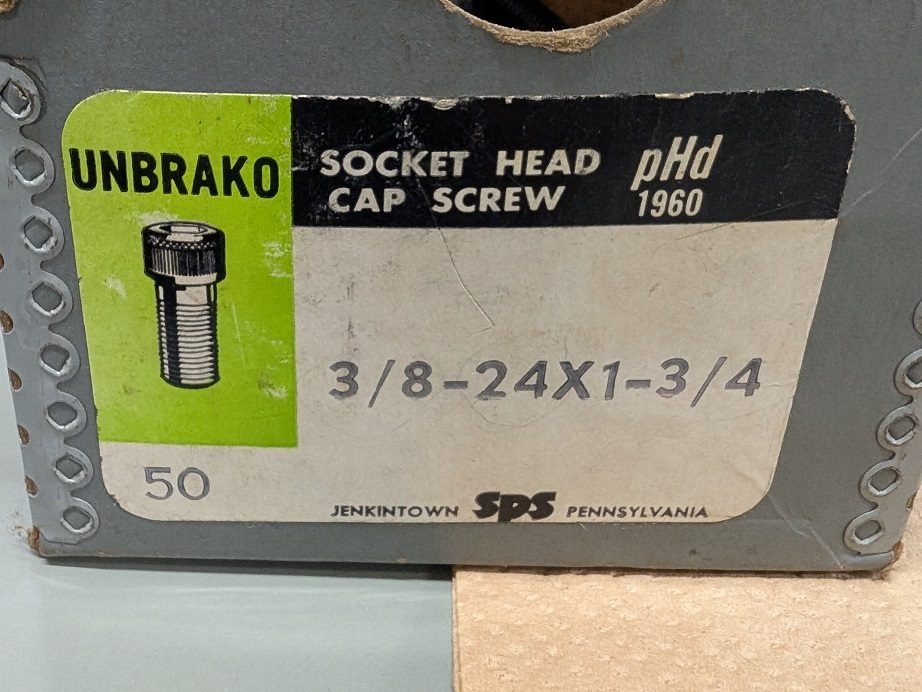 UNBRAKO
SOCKET HEAD
CAP SCREW
pHd
1960
3/8-24X1-3/4
50
JENKINTOWN SPS PENNSYLVANIA